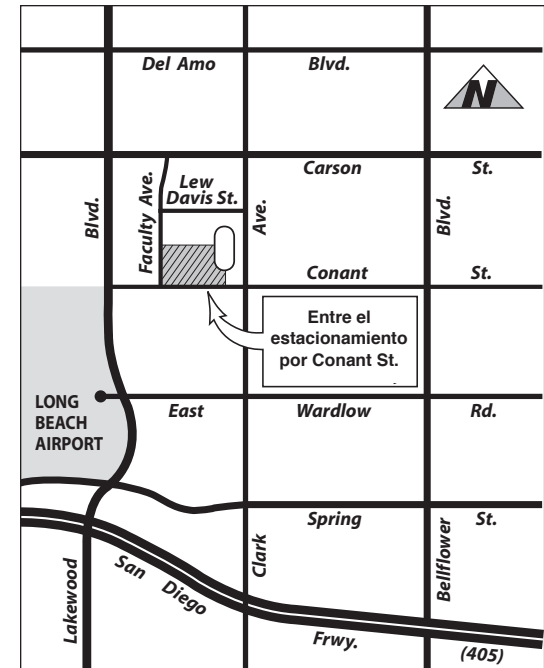 Del Amo Blvd.
N
Carson St.
Lew
Davis St.
Faculty Ave.
Blvd.
Ave.
Blvd.
Conant St.
Entre el
estacionamiento
por Conant St.
LONG
BEACH
AIRPORT
East Wardlow Rd.
Spring St.
Lakewood
San Diego Frwy. (405)
Clark
Bellflower